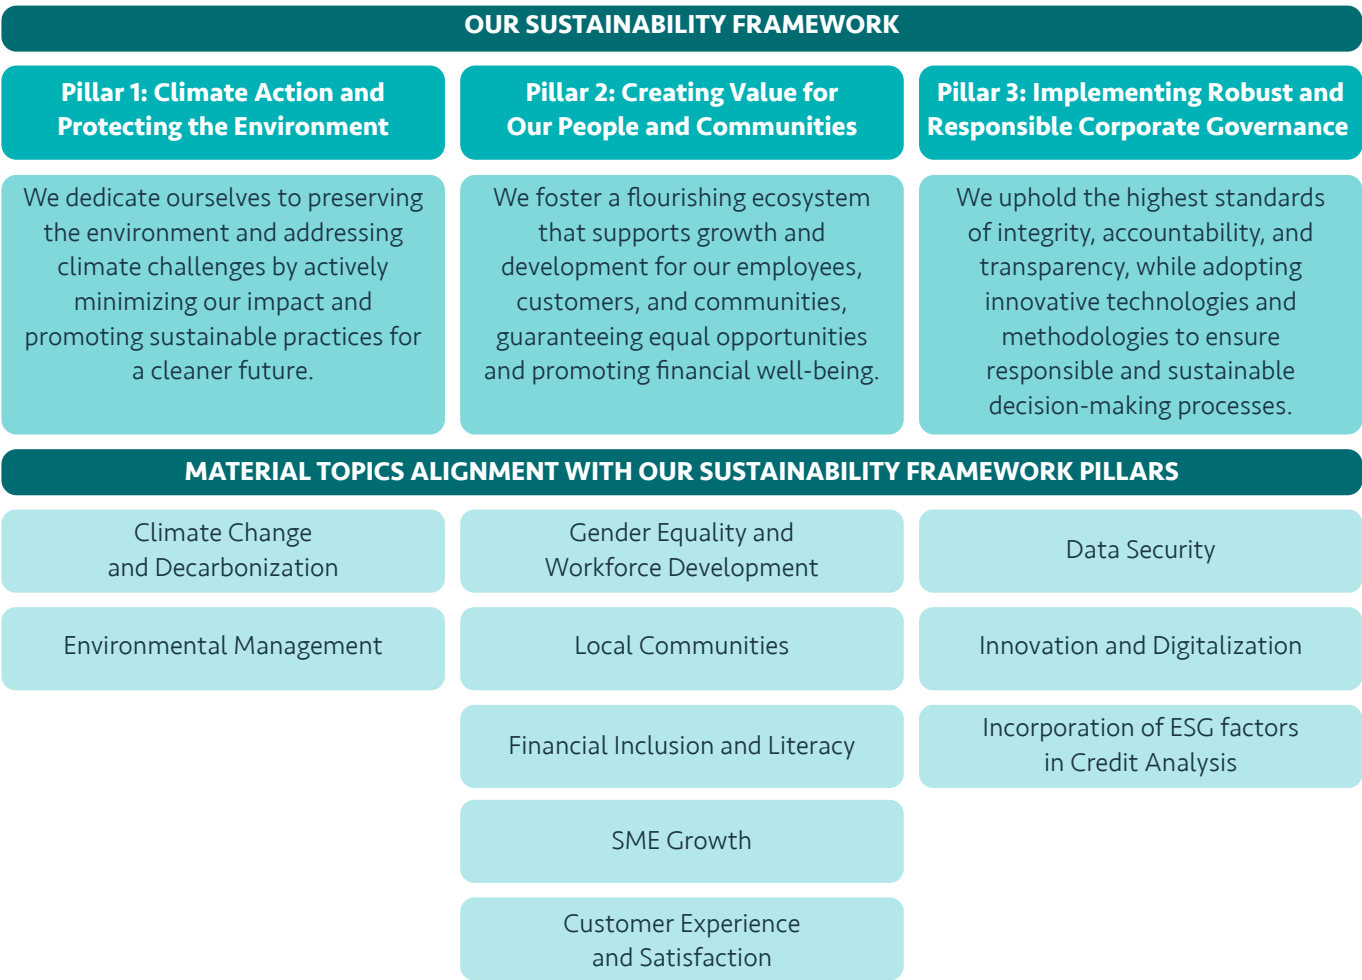 OUR SUSTAINABILITY FRAMEWORK
Pillar 1: Climate Action and
Protecting the Environment
We dedicate ourselves to preserving
the environment and addressing
climate challenges by actively
minimizing our impact and
promoting sustainable practices for
a cleaner future.
Pillar 2: Creating Value for
Our People and Communities
We foster a flourishing ecosystem
that supports growth and
development for our employees,
customers, and communities,
guaranteeing equal opportunities
and promoting financial well-being.
Pillar 3: Implementing Robust and
Responsible Corporate Governance
We uphold the highest standards
of integrity, accountability, and
transparency, while adopting
innovative technologies and
methodologies to ensure
responsible and sustainable
decision-making processes.
MATERIAL TOPICS ALIGNMENT WITH OUR SUSTAINABILITY FRAMEWORK PILLARS
Climate Change
and Decarbonization
Environmental Management
Gender Equality and
Workforce Development
Local Communities
Financial Inclusion and Literacy
SME Growth
Customer Experience
and Satisfaction
Data Security
Innovation and Digitalization
Incorporation of ESG factors
in Credit Analysis